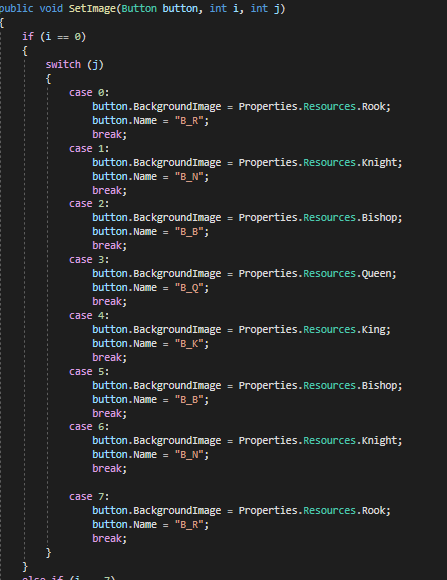 public void SetImage(Button button, int i, int j)
{
if (i == 0)
{
switch (j)
{
case 0:
button.BackgroundImage = Properties.Resources.Rook;
button.Name = "B_R";
break;
case 1:
button.BackgroundImage = Properties.Resources.Knight;
button.Name = "B_N";
break;
case 2:
button.BackgroundImage = Properties.Resources.Bishop;
button.Name = "B_B";
break;
case 3:
button.BackgroundImage = Properties.Resources.Queen;
button.Name = "B_Q";
break;
case 4:
button.BackgroundImage = Properties.Resources.King;
button.Name = "B_K";
break;
case 5:
button.BackgroundImage = Properties.Resources.Bishop;
button.Name = "B_B";
break;
case 6:
button.BackgroundImage = Properties.Resources.Knight;
button.Name = "B_N";
break;
case 7:
button.BackgroundImage = Properties.Resources.Rook;
button.Name = "B_R";
break;
}
}
else if (i